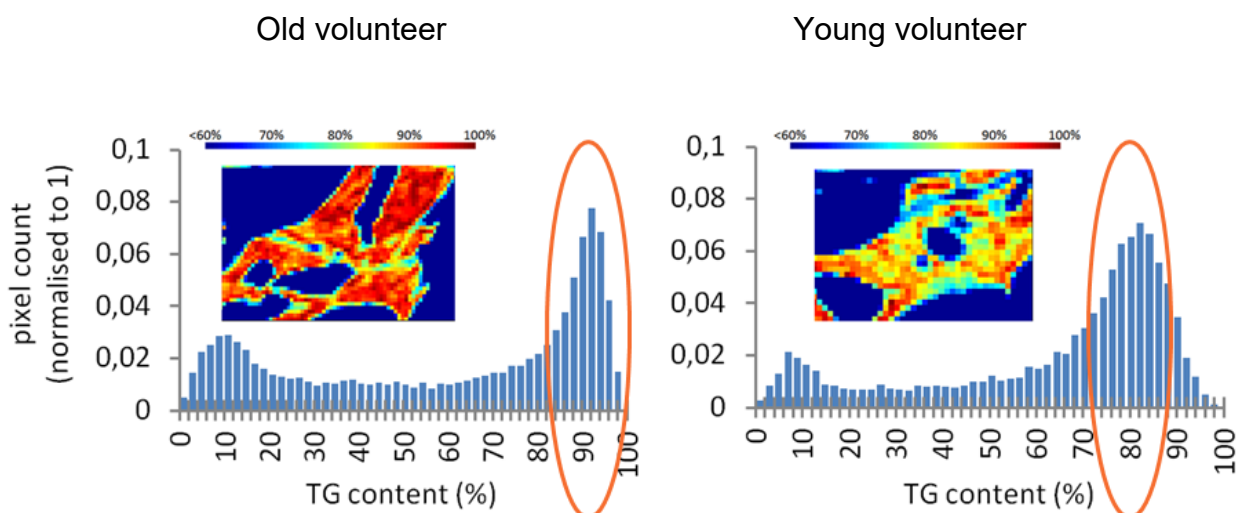 Old volunteer
Young volunteer
<60% 70% 80% 90% 100%
<60% 70% 80% 90% 100%
pixel count
(normalised to 1)
0,1
0,08
0,06
0,04
0,02
0
0 10 20 30 40 50 60 70 80 90 100
TG content (%)
0,1
0,08
0,06
0,04
0,02
0
0 10 20 30 40 50 60 70 80 90 100
TG content (%)